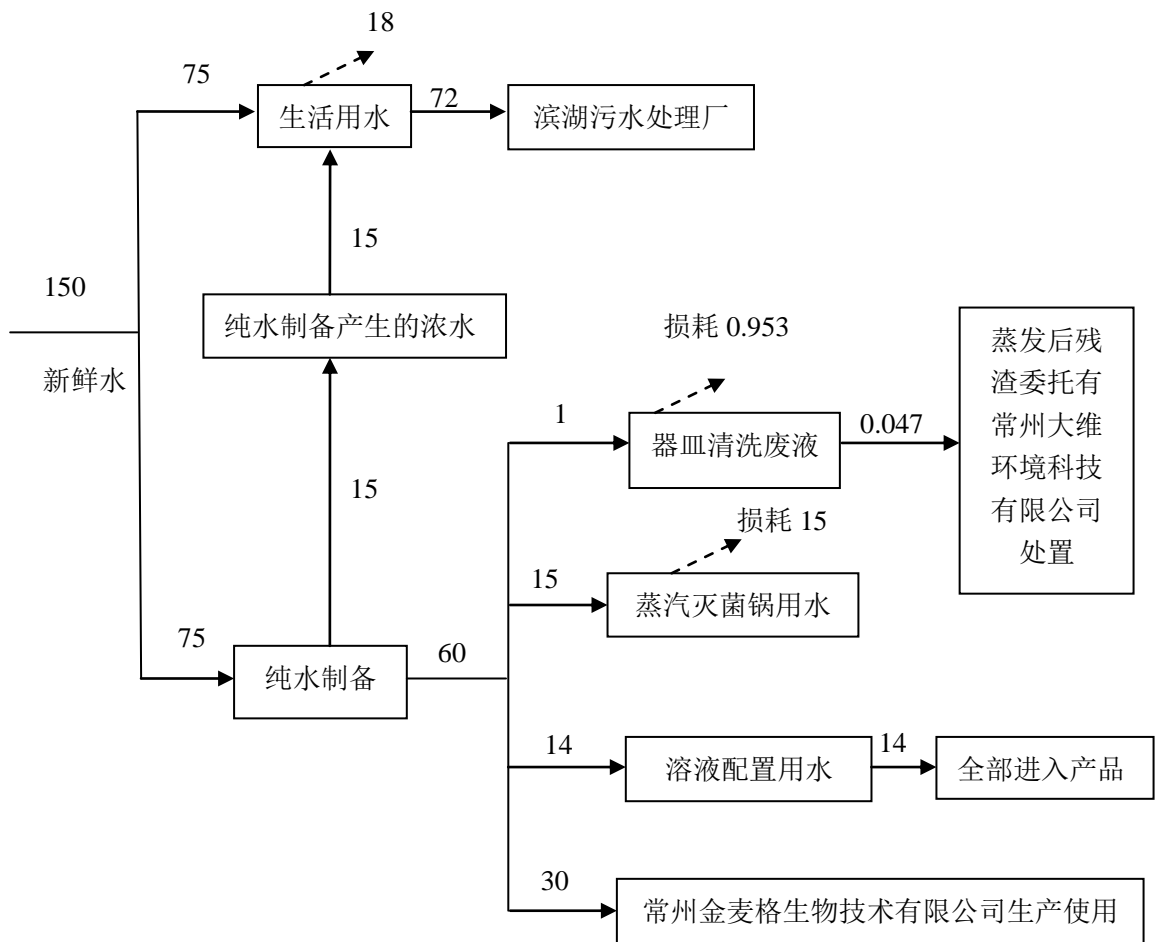 18
75
生活用水
72
滨湖污水处理厂
15
150
新鲜水
纯水制备产生的浓水
损耗 0.953
1
器皿清洗废液
0.047
蒸发后残
渣委托有
常州大维
环境科技
有限公司
处置
15
损耗 15
15
蒸汽灭菌锅用水
75
纯水制备
60
14
溶液配置用水
14
全部进入产品
30
常州金麦格生物技术有限公司生产使用